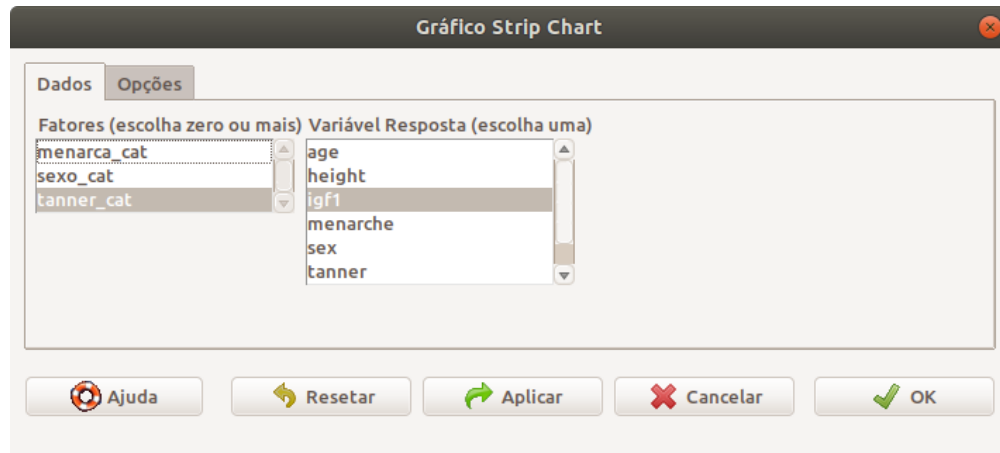 Gráfico Strip Chart
Dados Opções
Fatores (escolha zero ou mais) Variável Resposta (escolha uma)
menarca_cat age
sexo_cat height
tanner_cat igf1
menarche
sex
tanner
Ajuda Resetar Aplicar Cancelar OK